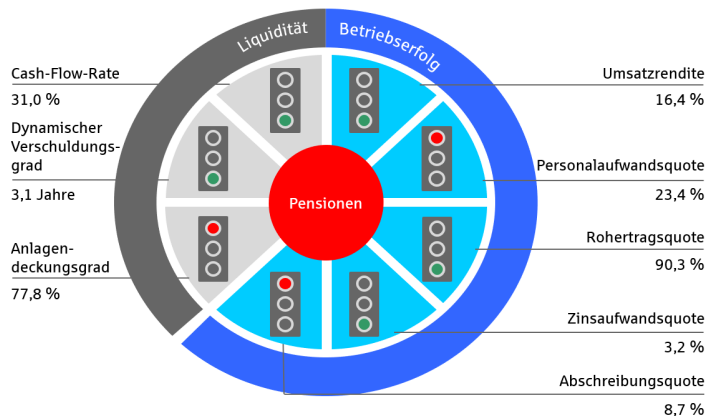 Liquidität
Betriebserfolg
Cash-Flow-Rate
31,0 %
Dynamischer
Verschuldungs-
grad
3,1 Jahre
Anlagen-
deckungsgrad
77,8 %
Pensionen
Umsatzrendite
16,4 %
Personalaufwandsquote
23,4 %
Rohertragsquote
90,3 %
Zinsaufwandsquote
3,2 %
Abschreibungsquote
8,7 %